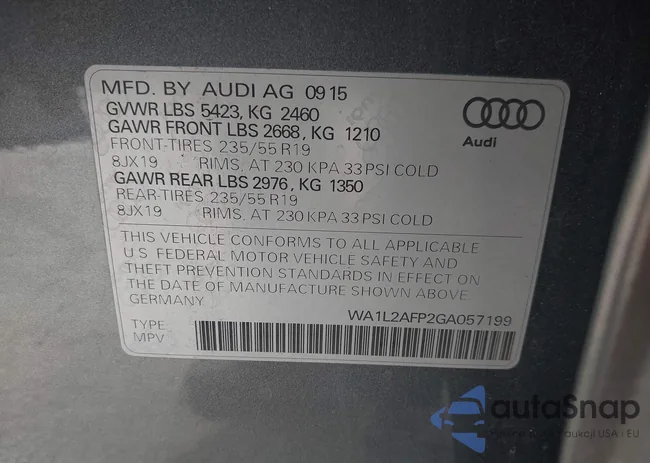 MFD. BY AUDI AG 09 15
GVWR LBS 5423, KG 2460
GAWR FRONT LBS 2668, KG 1210
FRONT-TIRES 235/55 R19
8JX19 RIMS, AT 230 KPA 33 PSI COLD
GAWR REAR LBS 2976, KG 1350
REAR-TIRES 235/55 R19
8JX19 RIMS, AT 230 KPA 33 PSI COLD
Audi
THIS VEHICLE CONFORMS TO ALL APPLICABLE
U.S. FEDERAL MOTOR VEHICLE SAFETY AND
THEFT PREVENTION STANDARDS IN EFFECT ON
THE DATE OF MANUFACTURE SHOWN ABOVE
GERMANY
WA1L2AFP2GA057199
TYPE
MPV
autaSnap
aukcji USA i EU